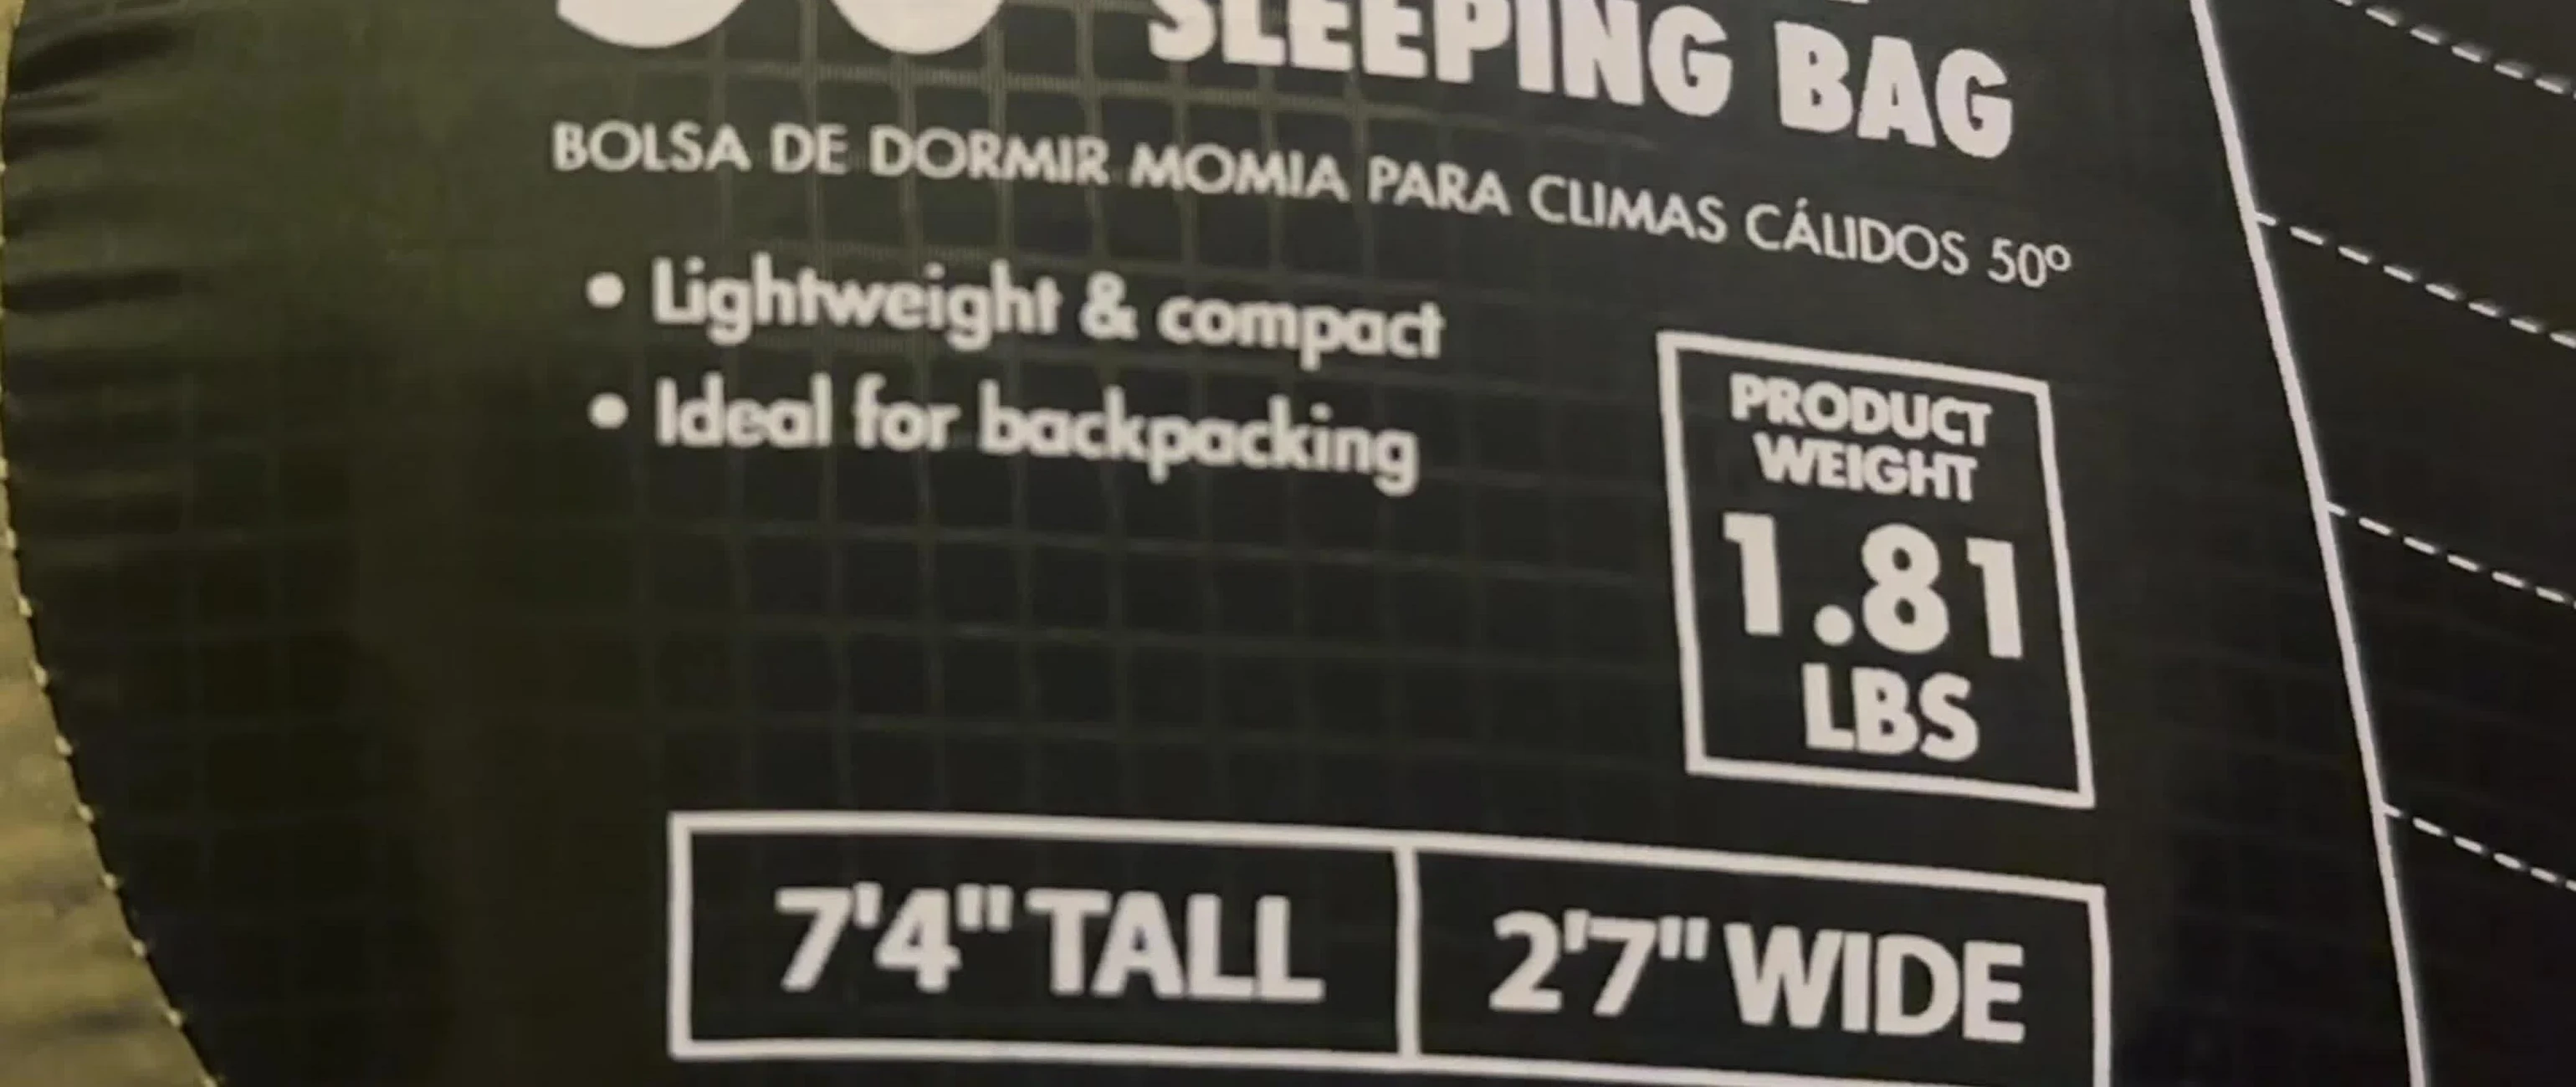 SLEEPING BAG
BOLSA DE DORMIR MOMIA PARA CLIMAS CÁLIDOS 50º
• Lightweight & compact
• Ideal for backpacking
PRODUCT
WEIGHT
1.81
LBS
7'4" TALL
2'7" WIDE